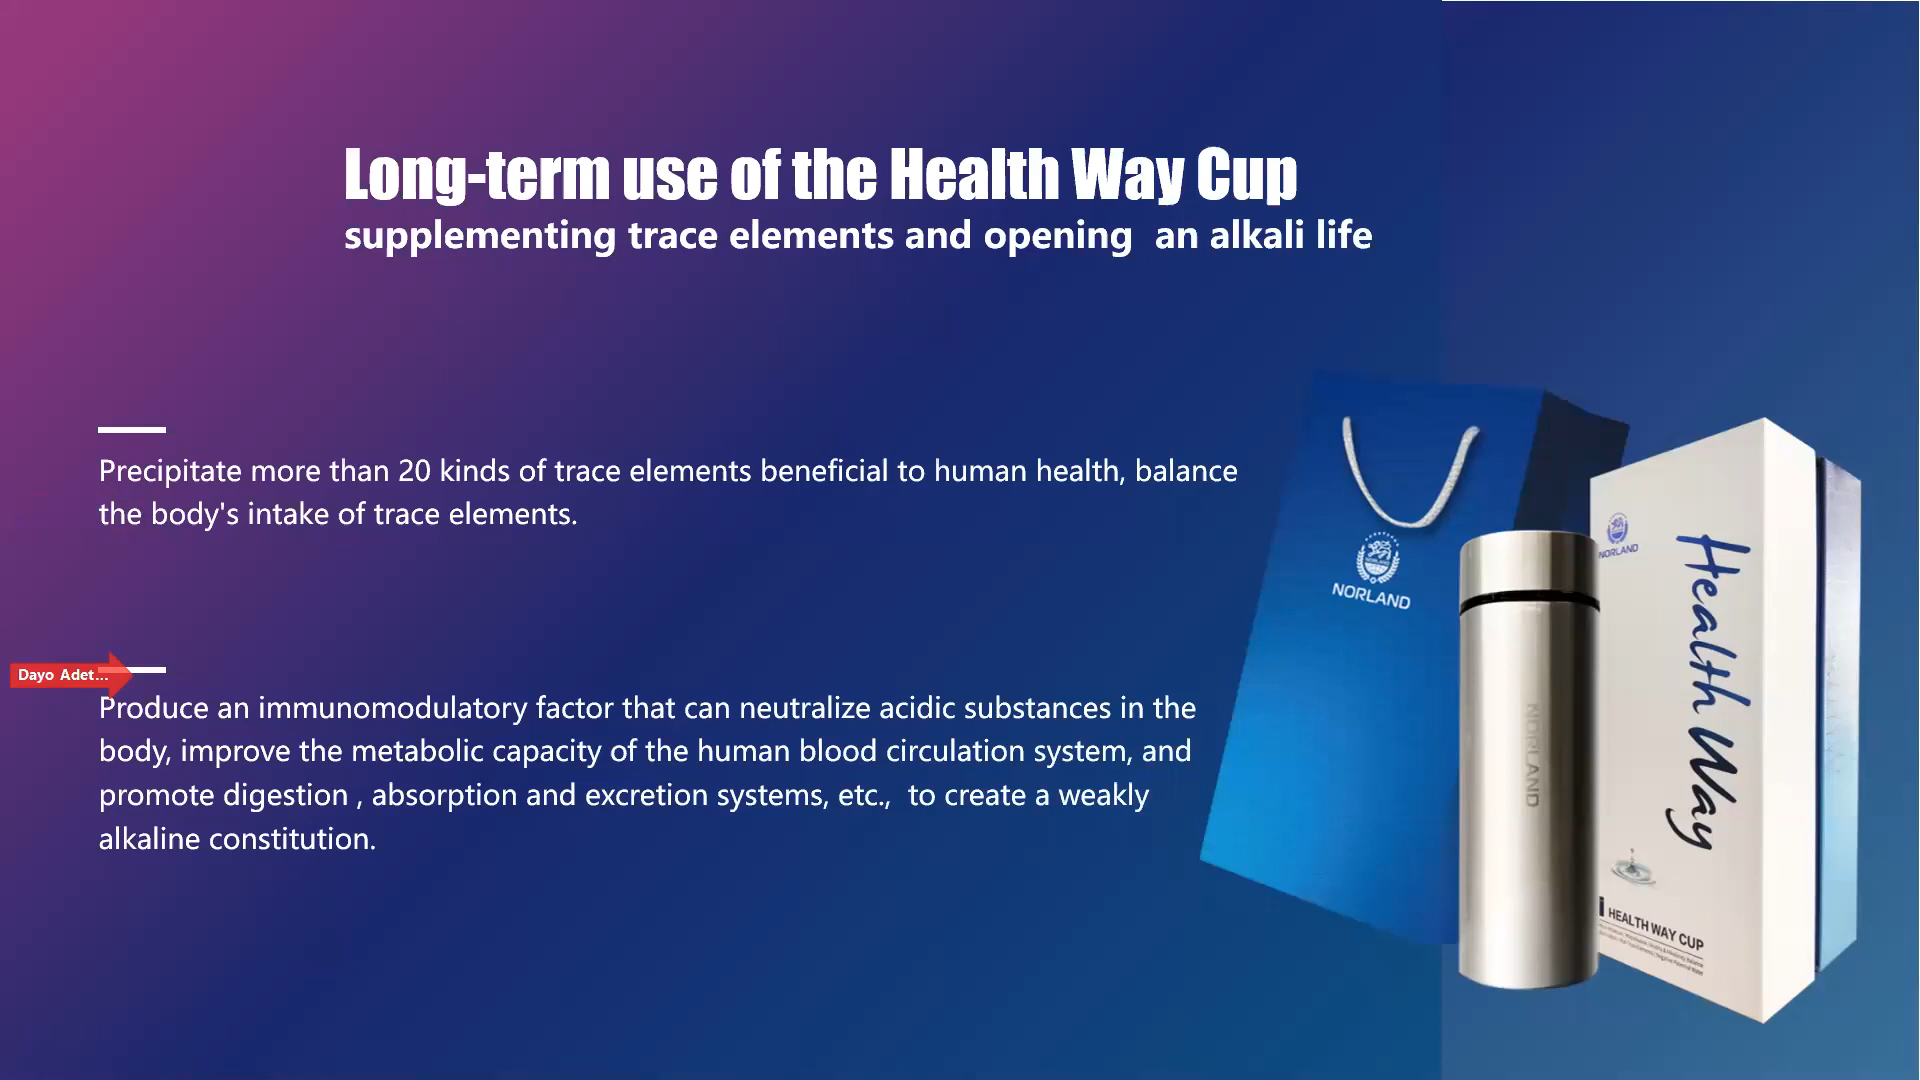 Long-term use of the Health Way Cup
supplementing trace elements and opening  an alkali life
Precipitate more than 20 kinds of trace elements beneficial to human health, balance
the body's intake of trace elements.
Dayo Adet...
Produce an immunomodulatory factor that can neutralize acidic substances in the
body, improve the metabolic capacity of the human blood circulation system, and
promote digestion , absorption and excretion systems, etc.,  to create a weakly
alkaline constitution.
NORLAND
NORLAND
NORLAND
Health Way
HEALTH WAY CUP